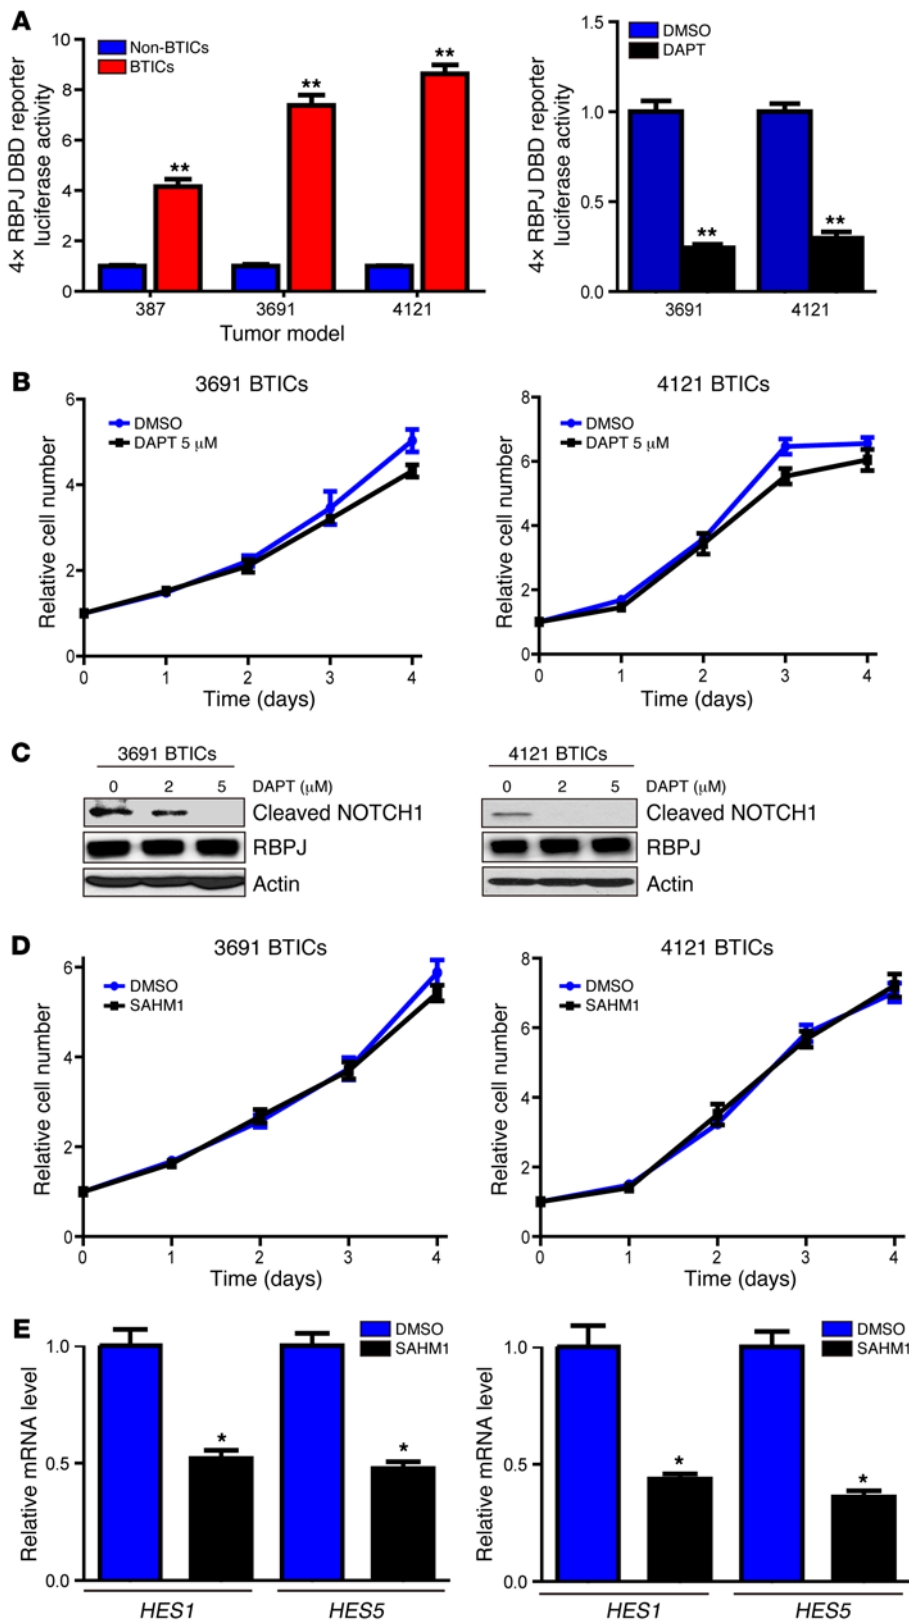 A
4× RBPJ DBD reporter
luciferase activity
10
8
6
4
2
0
Non-BTICs
BTICs
**
**
**
387
3691
4121
Tumor model
4× RBPJ DBD reporter
luciferase activity
1.5
1.0
0.5
0.0
DMSO
DAPT
**
**
3691
4121
B
3691 BTICs
Relative cell number
6
4
2
0
DMSO
DAPT 5 μM
0 1 2 3 4
Time (days)
4121 BTICs
Relative cell number
8
6
4
2
0
DMSO
DAPT 5 μM
0 1 2 3 4
Time (days)
C
3691 BTICs
0 2 5 DAPT (μM)
Cleaved NOTCH1
RBPJ
Actin
4121 BTICs
0 2 5 DAPT (μM)
Cleaved NOTCH1
RBPJ
Actin
D
3691 BTICs
Relative cell number
6
4
2
0
DMSO
SAHM1
0 1 2 3 4
Time (days)
4121 BTICs
Relative cell number
8
6
4
2
0
DMSO
SAHM1
0 1 2 3 4
Time (days)
E
Relative mRNA level
1.0
0.5
0.0
DMSO
SAHM1
*
*
HES1
HES5
Relative mRNA level
1.0
0.5
0.0
DMSO
SAHM1
*
*
HES1
HES5